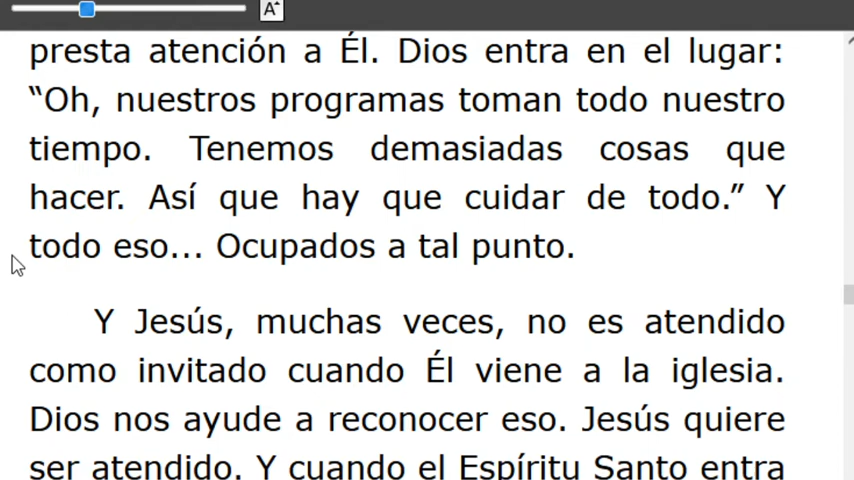 A
presta atención a Él. Dios entra en el lugar:
“Oh, nuestros programas toman todo nuestro
tiempo. Tenemos demasiadas cosas que
hacer. Así que hay que cuidar de todo.” Y
todo eso... Ocupados a tal punto.
Y Jesús, muchas veces, no es atendido
como invitado cuando Él viene a la iglesia.
Dios nos ayude a reconocer eso. Jesús quiere
ser atendido. Y cuando el Espíritu Santo entra